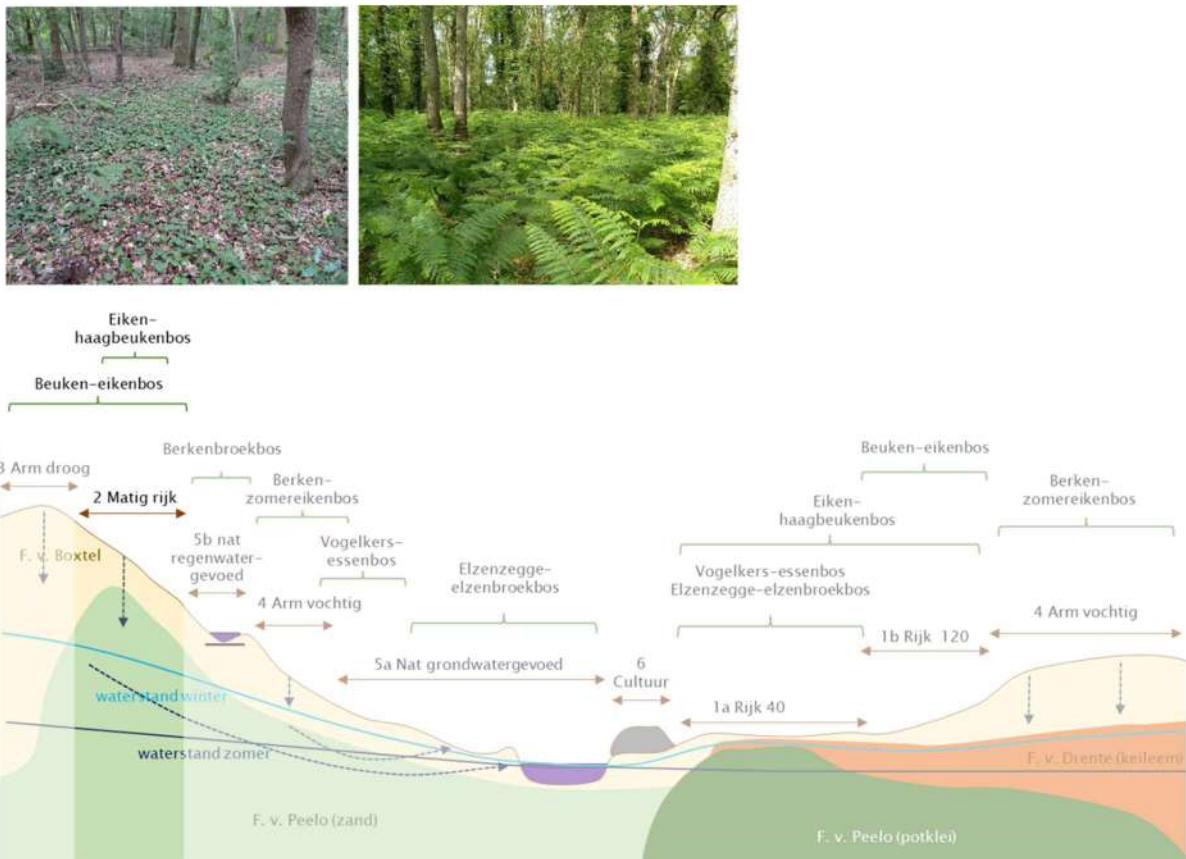 Eiken-
haagbeukenbos
Beuken-eikenbos
Berkenbroekbos
Beuken-eikenbos
3 Arm droog
Berken-
zomereikenbos
Berken-
zomereikenbos
2 Matig rijk
Eiken-
haagbeukenbos
5b nat
regenwater-
gevoed
Vogelkers-
essenbos
F. v. Boxtel
Elzenzegge-
elzenbroekbos
Vogelkers-essenbos
Elzenzegge-elzenbroekbos
4 Arm vochtig
4 Arm vochtig
1b Rijk 120
5a Nat grondwatergevoed
6
Cultuur
waterstand winter
1a Rijk 40
waterstand zomer
F. v. Drente (keileem)
F. v. Peelo (zand)
F. v. Peelo (potklei)